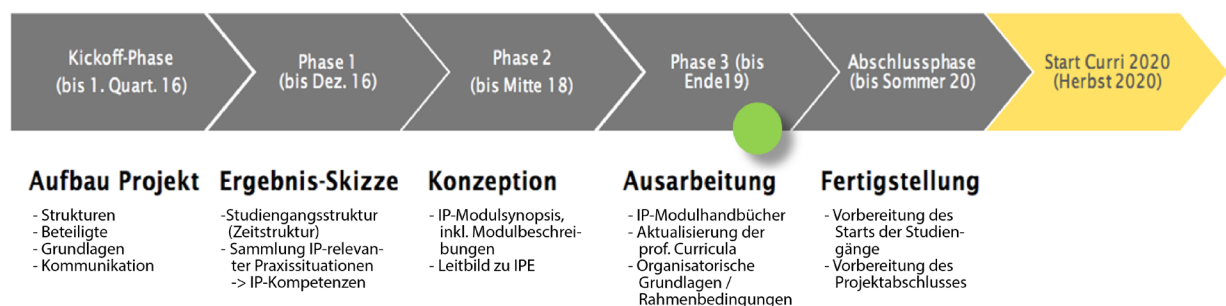 Kickoff-Phase
(bis 1. Quart. 16)
Phase 1
(bis Dez. 16)
Phase 2
(bis Mitte 18)
Phase 3 (bis
Ende19)
Abschlussphase
(bis Sommer 20)
Start Curri 2020
(Herbst 2020)
Aufbau Projekt
- Strukturen
- Beteiligte
- Grundlagen
- Kommunikation
Ergebnis-Skizze
-Studiengangsstruktur
(Zeitstruktur)
- Sammlung IP-relevan-
ter Praxissituationen
-> IP-Kompetenzen
Konzeption
- IP-Modulsynopsis,
inkl. Modulbeschrei-
bungen
- Leitbild zu IPE
Ausarbeitung
- IP-Modulhandbücher
- Aktualisierung der
prof. Curricula
- Organisatorische
Grundlagen /
Rahmenbedingungen
Fertigstellung
- Vorbereitung des
Starts der Studien-
gänge
- Vorbereitung des
Projektabschlusses